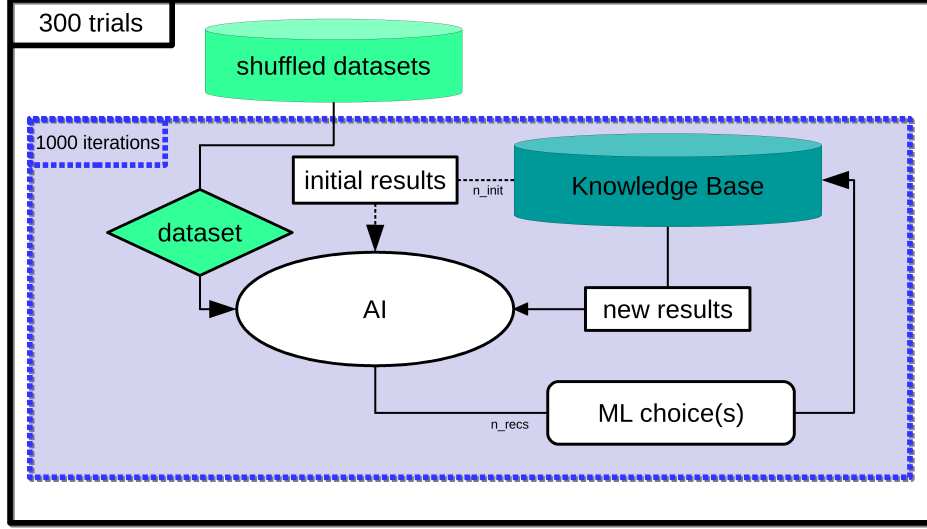 300 trials
shuffled datasets
1000 iterations
initial results
n_init
Knowledge Base
dataset
AI
new results
n_recs
ML choice(s)